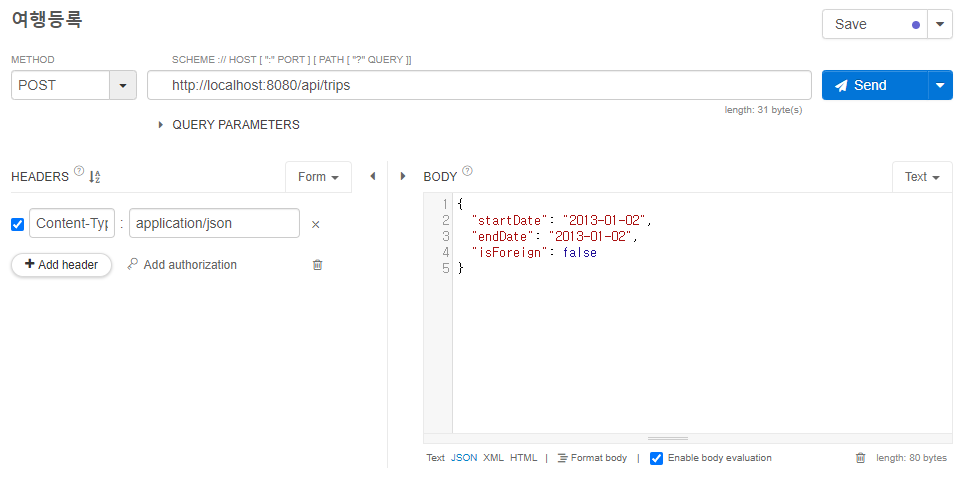 여행등록
Save
METHOD
SCHEME :// HOST [ ":" PORT ] [ PATH [ "?" QUERY ]]
POST
http://localhost:8080/api/trips
Send
length: 31 byte(s)
QUERY PARAMETERS
HEADERS ? Form
BODY ? Text
Content-Typ : application/json
Add header
Add authorization
1 {
2 "startDate": "2013-01-02",
3 "endDate": "2013-01-02",
4 "isForeign": false
5 }
Text JSON XML HTML | Format body | Enable body evaluation length: 80 bytes